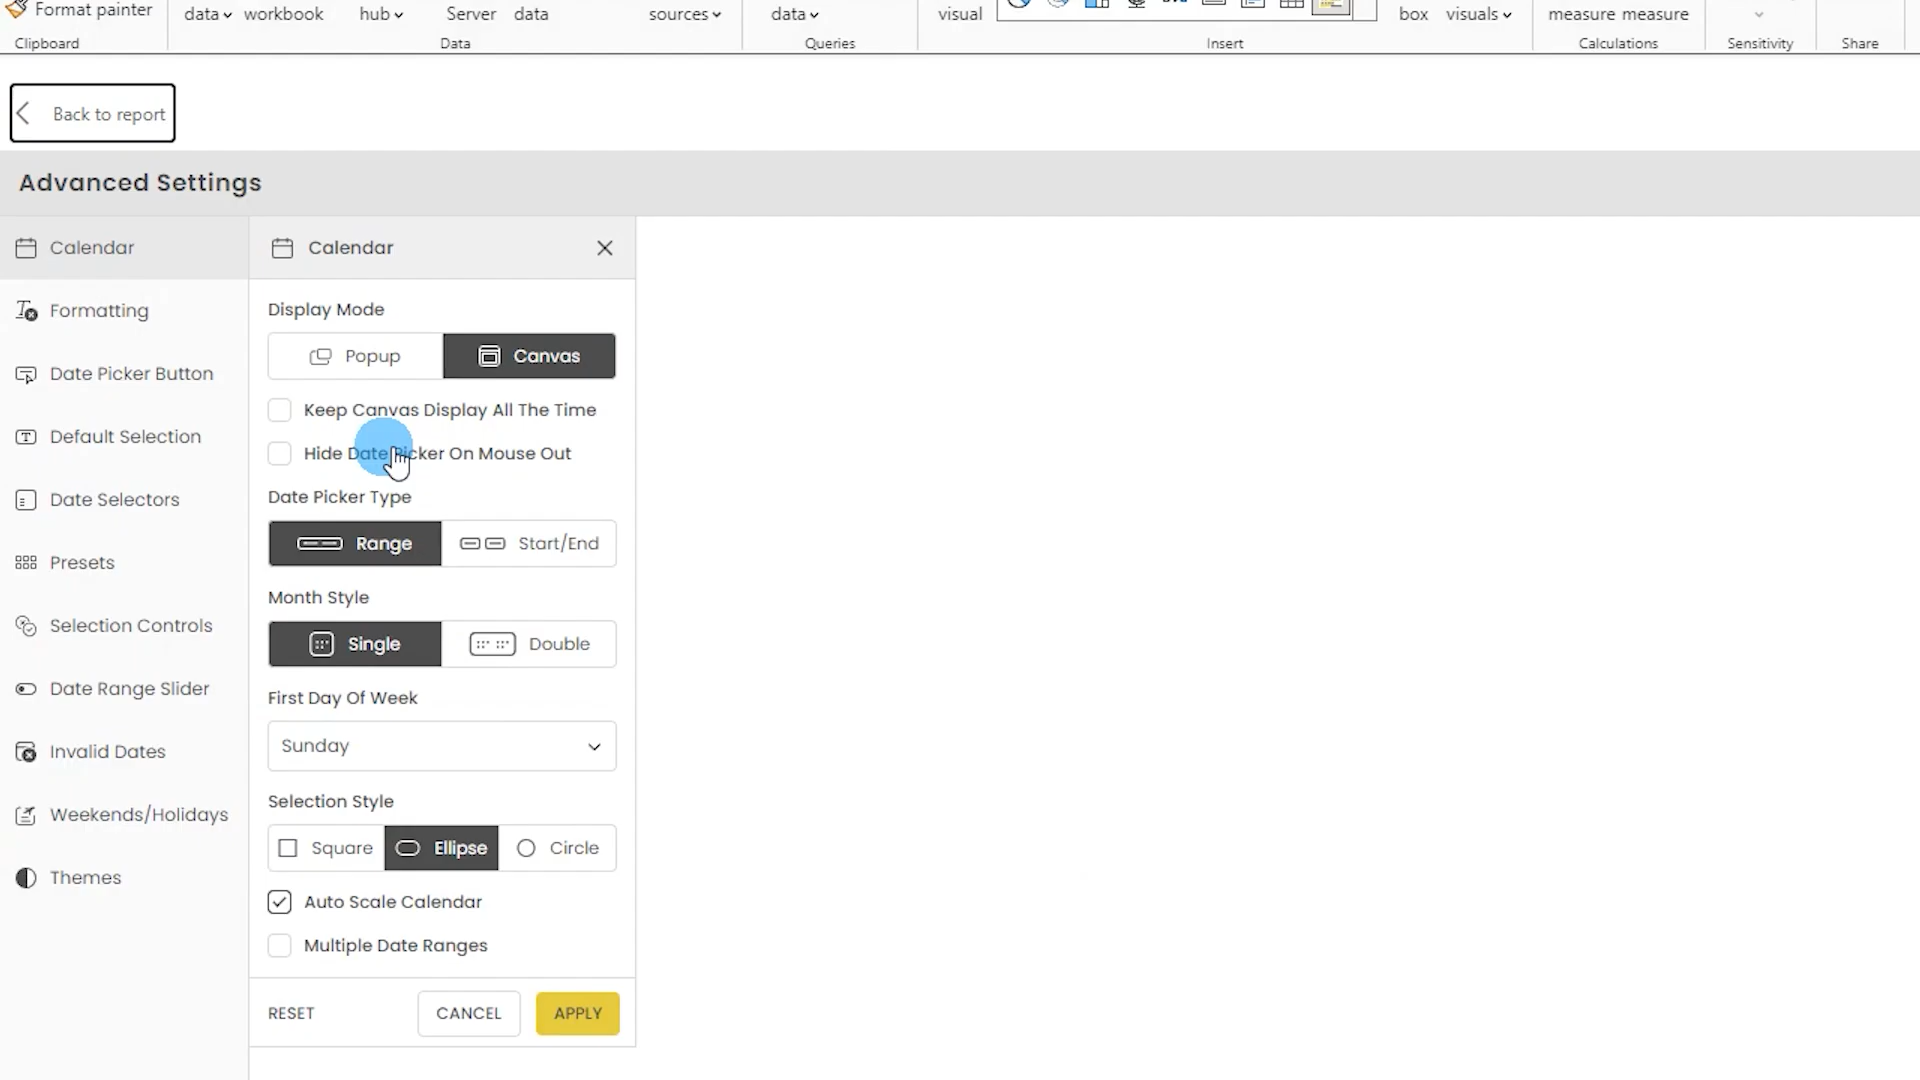 Format painter
data workbook hub Server data sources data visual box visuals measure measure
Clipboard Data Queries Insert Calculations Sensitivity Share
Back to report
Advanced Settings
Calendar
Formatting
Date Picker Button
Default Selection
Date Selectors
Presets
Selection Controls
Date Range Slider
Invalid Dates
Weekends/Holidays
Themes
Calendar
Display Mode
Popup Canvas
Keep Canvas Display All The Time
Hide Date Picker On Mouse Out
Date Picker Type
Range Start/End
Month Style
Single Double
First Day Of Week
Sunday
Selection Style
Square Ellipse Circle
Auto Scale Calendar
Multiple Date Ranges
RESET CANCEL APPLY